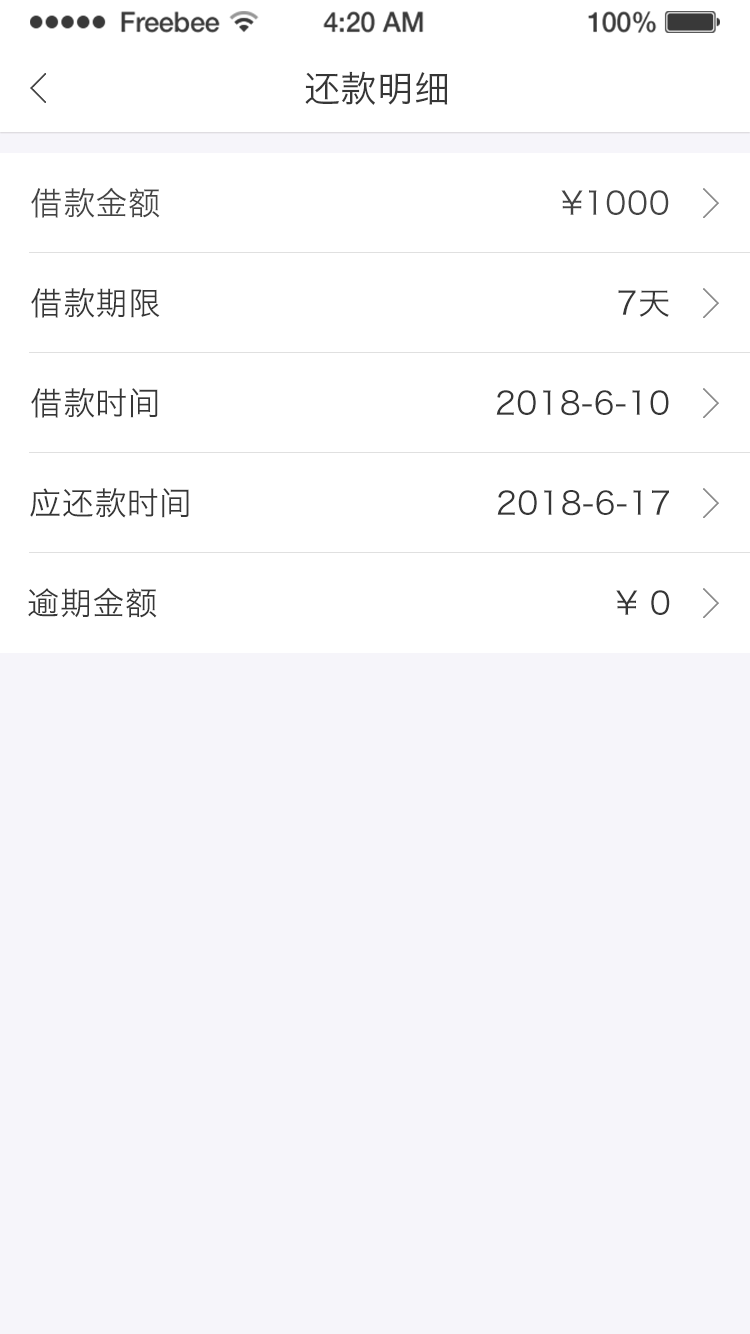 Freebee 4:20 AM 100%
还款明细
借款金额 ¥1000
借款期限 7天
借款时间 2018-6-10
应还款时间 2018-6-17
逾期金额 ¥ 0